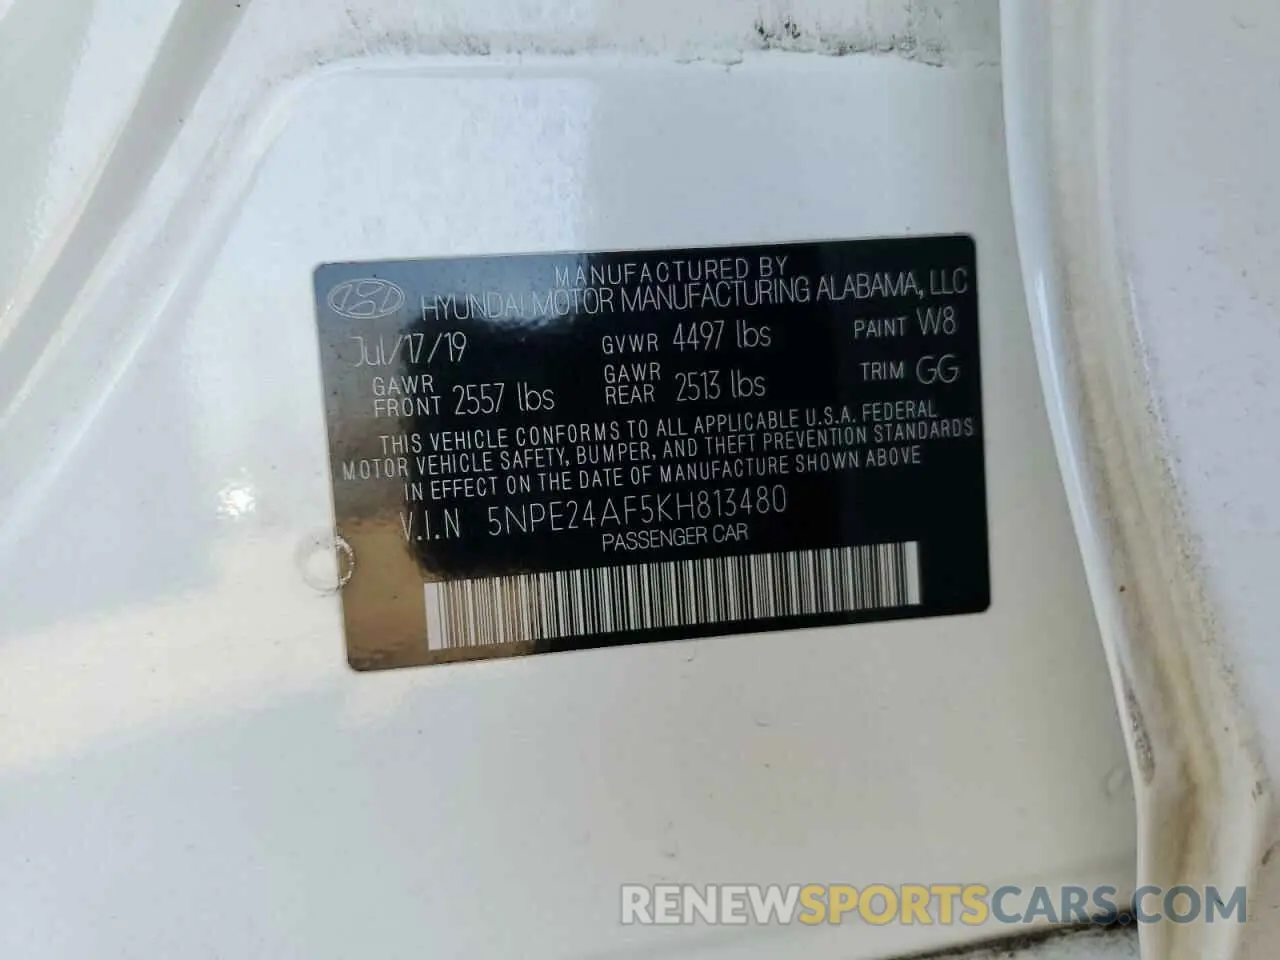 MANUFACTURED BY
HYUNDAI MOTOR MANUFACTURING ALABAMA, LLC
Jul/17/19 GVWR 4497 lbs PAINT W8
GAWR FRONT 2557 lbs GAWR REAR 2513 lbs TRIM GG
THIS VEHICLE CONFORMS TO ALL APPLICABLE U.S.A. FEDERAL
MOTOR VEHICLE SAFETY, BUMPER, AND THEFT PREVENTION STANDARDS
IN EFFECT ON THE DATE OF MANUFACTURE SHOWN ABOVE
V.I.N 5NPE24AF5KH813480
PASSENGER CAR
RENEWSPORTSCARS.COM